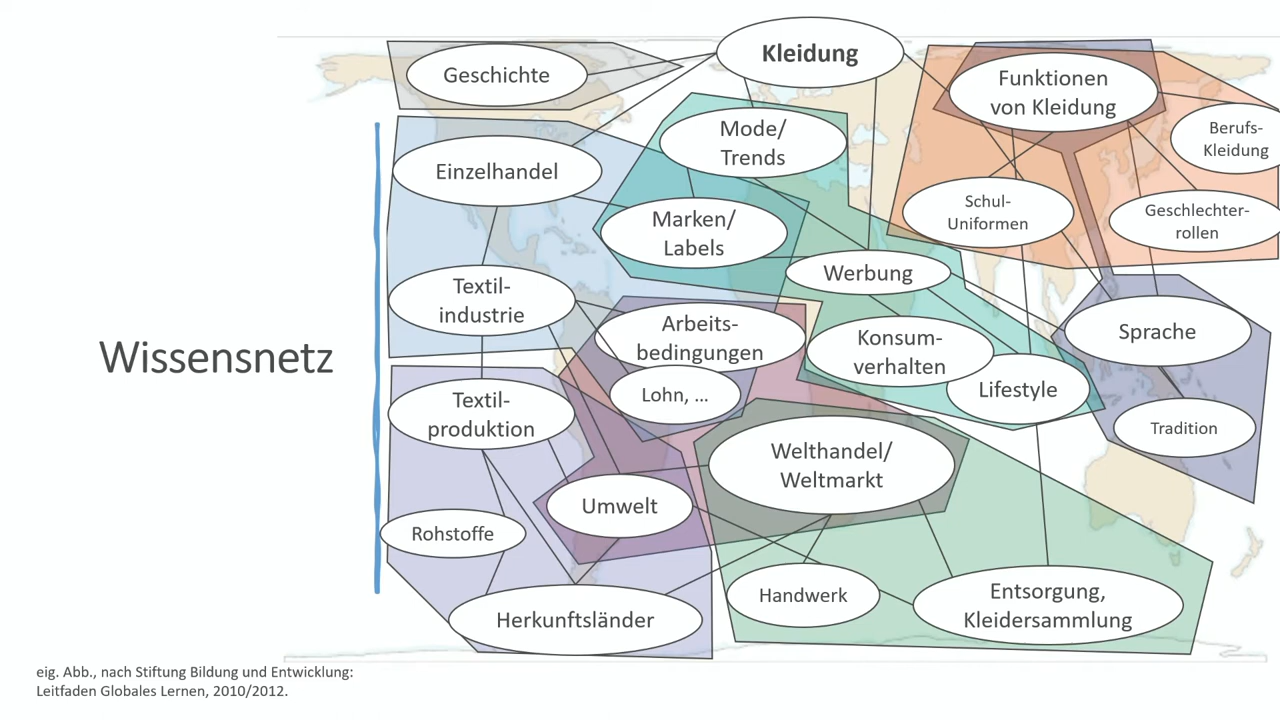 Kleidung
Geschichte
Funktionen
von Kleidung
Mode/
Trends
Berufs-
Kleidung
Einzelhandel
Schul-
Uniformen
Geschlechter-
rollen
Marken/
Labels
Werbung
Textil-
industrie
Arbeits-
bedingungen
Konsum-
verhalten
Sprache
Wissensnetz
Lohn, ...
Lifestyle
Textil-
produktion
Tradition
Welthandel/
Weltmarkt
Umwelt
Rohstoffe
Handwerk
Entsorgung,
Kleidersammlung
Herkunftsländer
eig. Abb., nach Stiftung Bildung und Entwicklung:
Leitfaden Globales Lernen, 2010/2012.